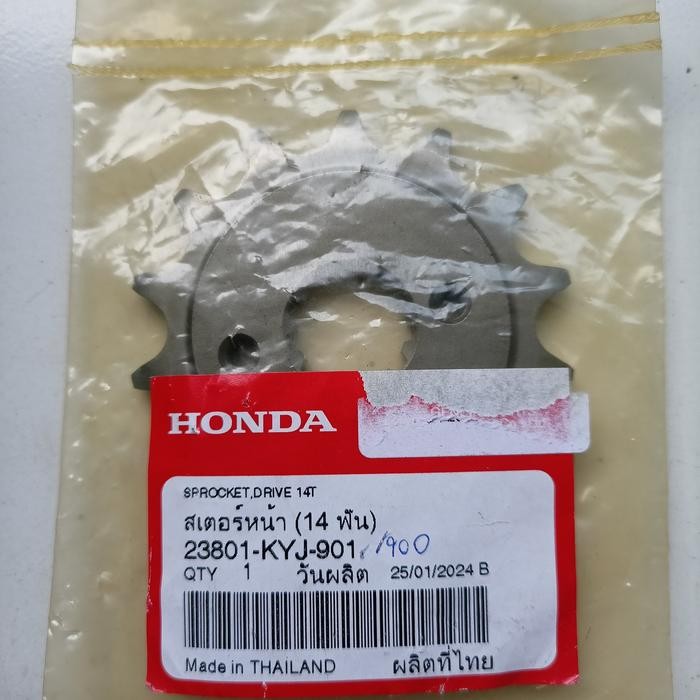 HONDA
SPROCKET,DRIVE 14T
สเตอร์หน้า (14 ฟัน)
23801-KYJ-901 /900
QTY 1 วันผลิต 25/01/2024 B
Made in THAILAND ผลิตที่ไทย